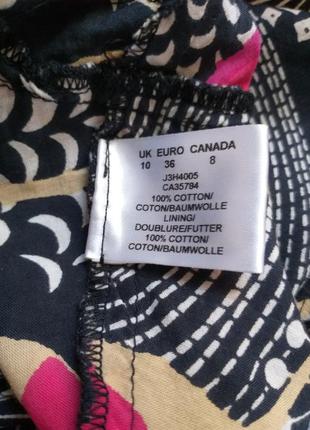 UK EURO CANADA
10 36 8
J3H4005
CA35784
100% COTTON/
COTON/BAUMWOLLE
LINING/
DOUBLURE/FUTTER
100% COTTON/
COTON/BAUMWOLLE